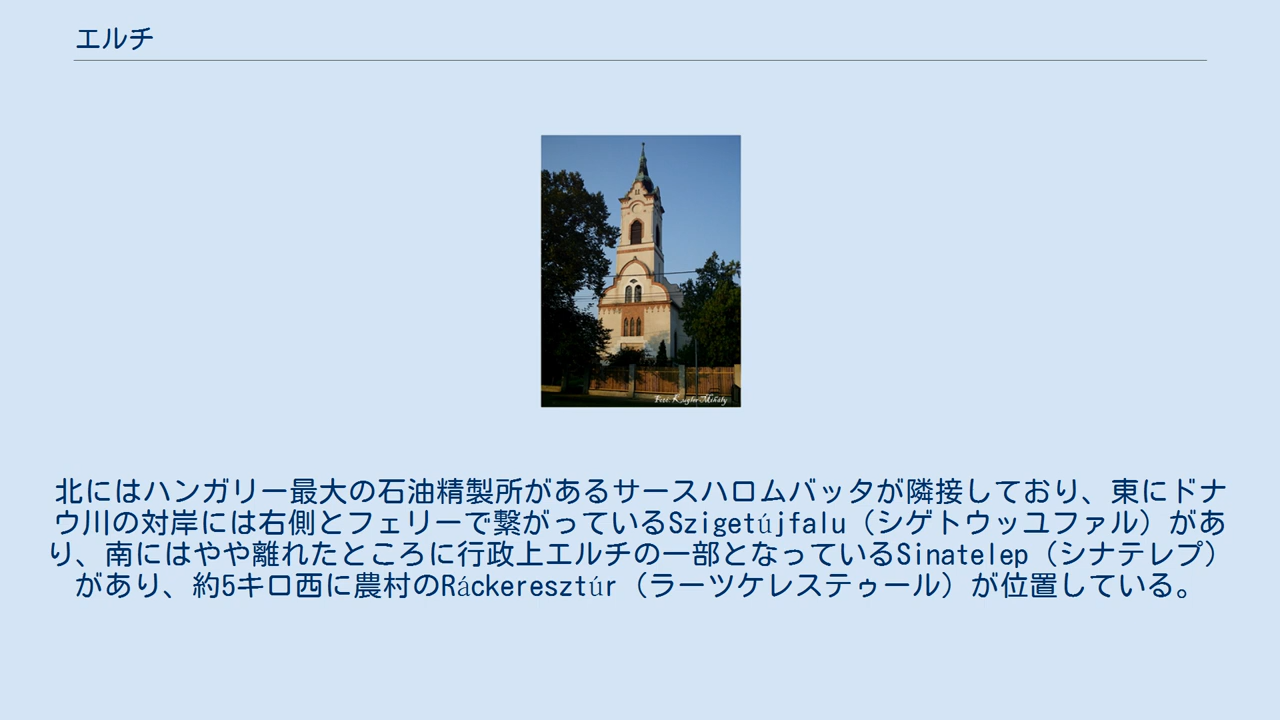 エルチ
Foto: Kugler Mihály
北にはハンガリー最大の石油精製所があるサースハロムバッタが隣接しており、東にドナ
ウ川の対岸には右側とフェリーで繋がっているSzigetújfalu（シゲトウッユファル）があ
り、南にはやや離れたところに行政上エルチの一部となっているSinatelep（シナテレプ）
があり、約5キロ西に農村のRáckeresztúr（ラーツケレステゥール）が位置している。